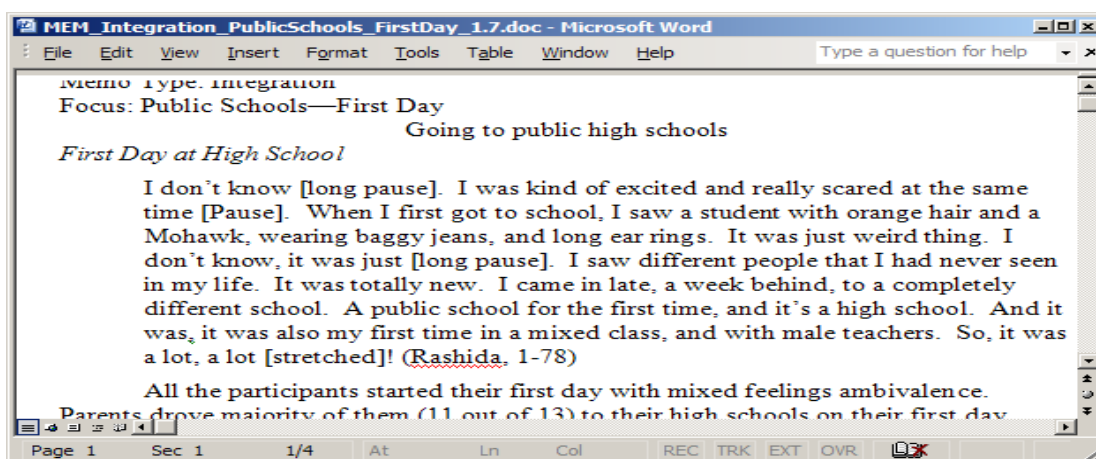 MEM_Integration_PublicSchools_FirstDay_1.7.doc - Microsoft Word
File Edit View Insert Format Tools Table Window Help Type a question for help
Memo Type: Integration
Focus: Public Schools—First Day
Going to public high schools
First Day at High School
I don't know [long pause]. I was kind of excited and really scared at the same
time [Pause]. When I first got to school, I saw a student with orange hair and a
Mohawk, wearing baggy jeans, and long ear rings. It was just weird thing. I
don't know, it was just [long pause]. I saw different people that I had never seen
in my life. It was totally new. I came in late, a week behind, to a completely
different school. A public school for the first time, and it's a high school. And it
was, it was also my first time in a mixed class, and with male teachers. So, it was
a lot, a lot [stretched]! (Rashida, 1-78)
All the participants started their first day with mixed feelings ambivalence.
Parents drove majority of them (11 out of 13) to their high schools on their first day
Page 1 Sec 1 1/4 At Ln Col REC TRK EXT OVR